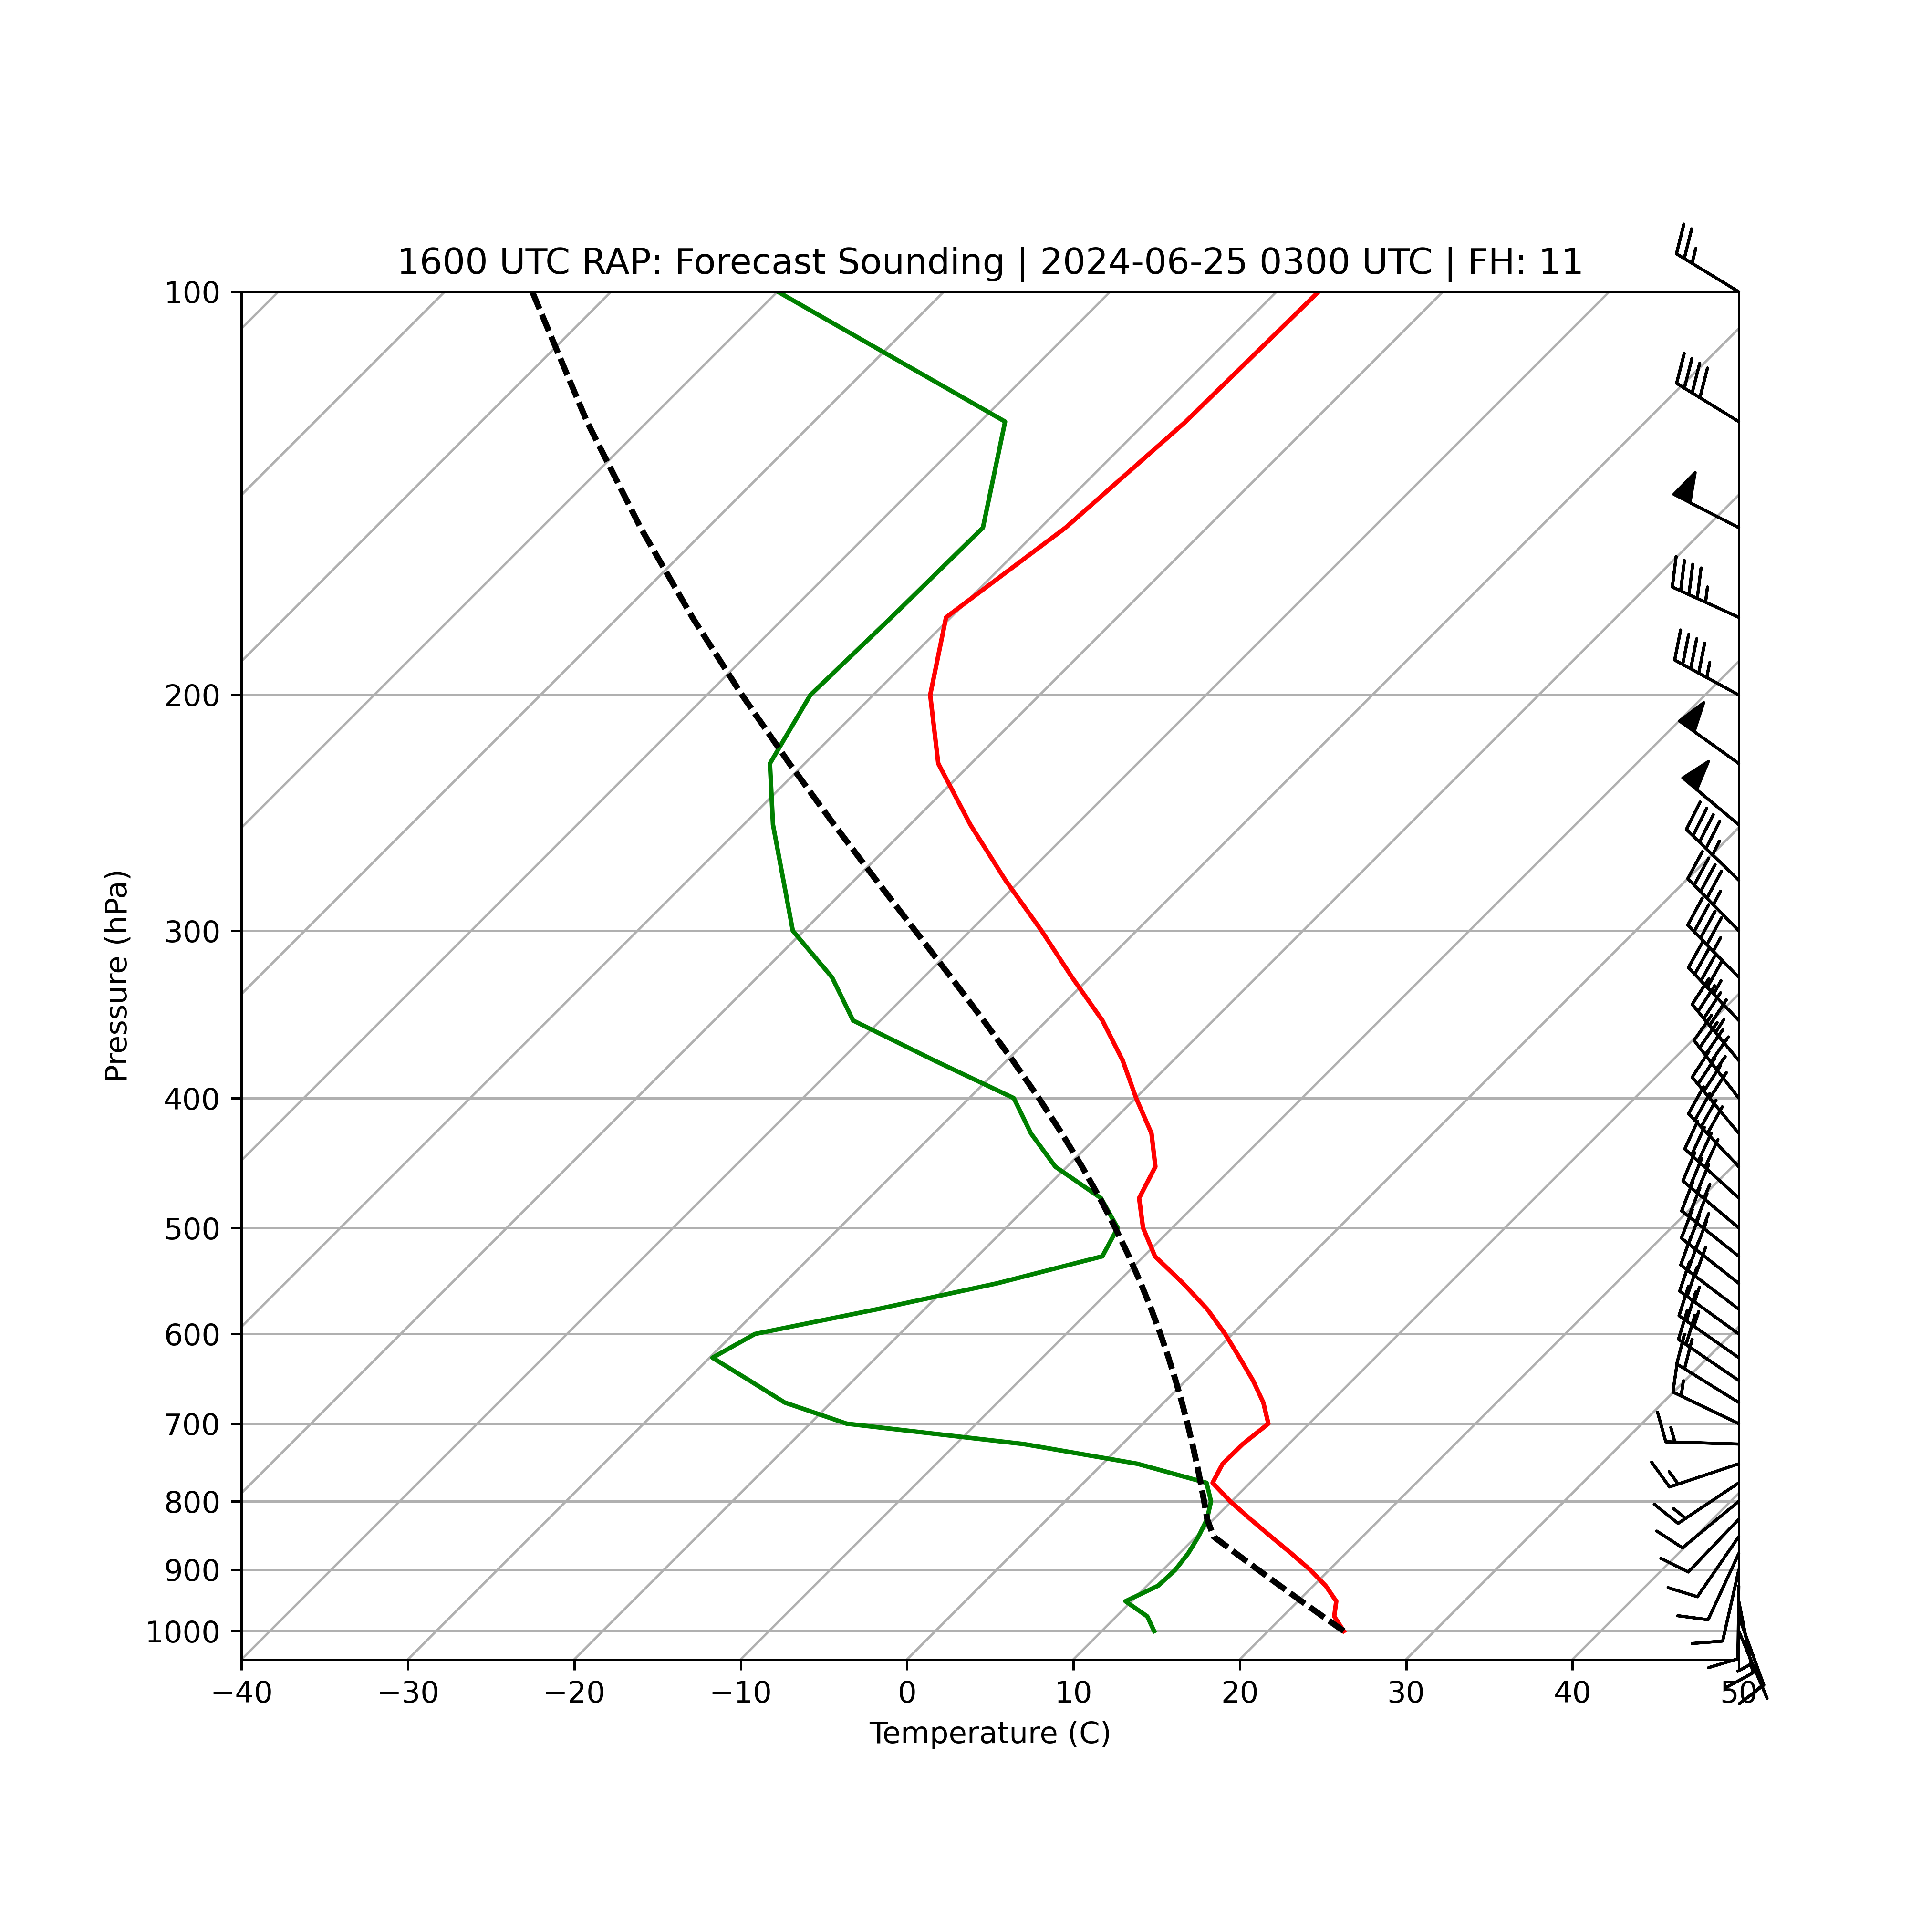 1600 UTC RAP: Forecast Sounding | 2024-06-25 0300 UTC | FH: 11
100
200
300
400
500
600
700
800
900
1000
Pressure (hPa)
−40 −30 −20 −10 0 10 20 30 40 50
Temperature (C)